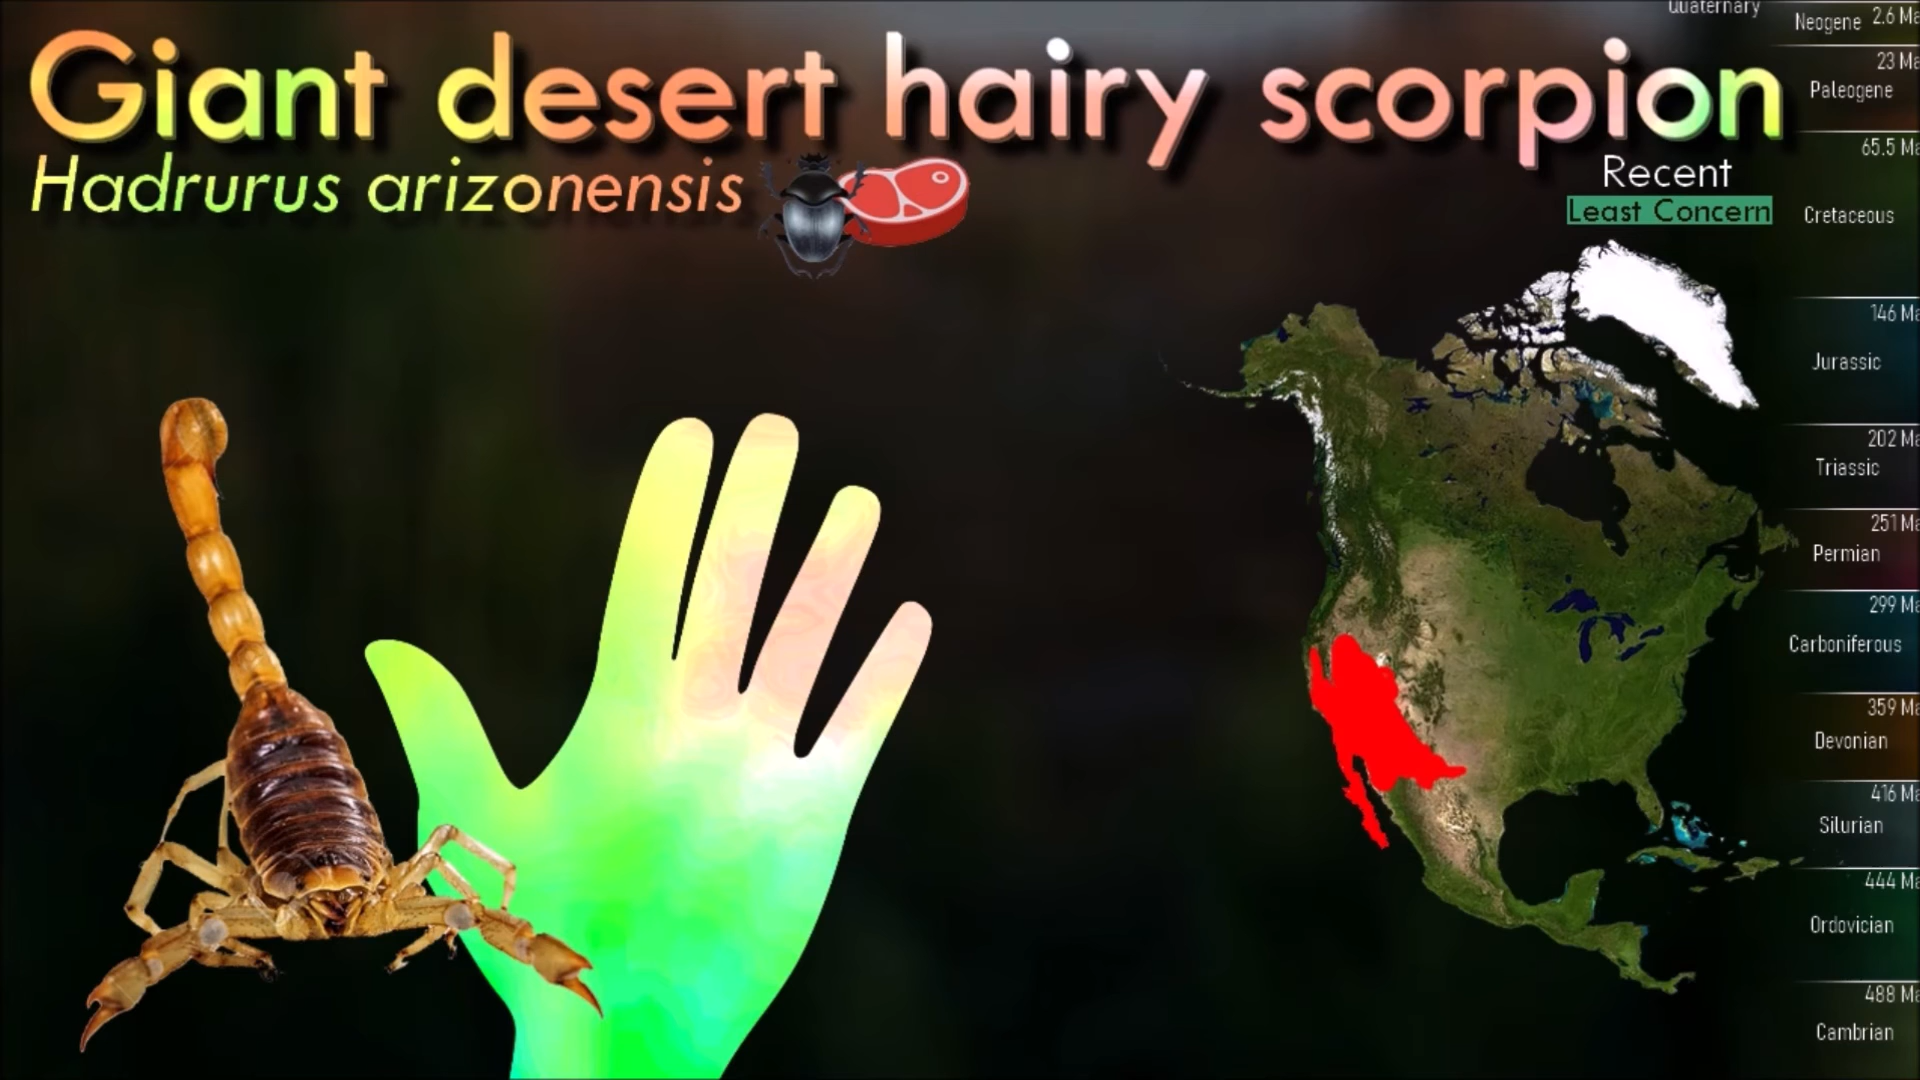 Giant desert hairy scorpion
Hadrurus arizonensis
Recent
Least Concern
Quaternary
2.6 Ma
Neogene
23 Ma
Paleogene
65.5 Ma
Cretaceous
146 Ma
Jurassic
202 Ma
Triassic
251 Ma
Permian
299 Ma
Carboniferous
359 Ma
Devonian
416 Ma
Silurian
444 Ma
Ordovician
488 Ma
Cambrian